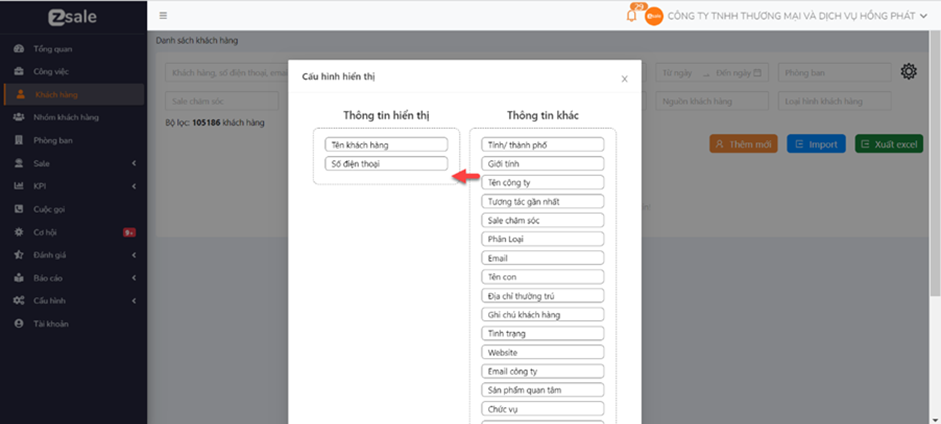 Zsale
29
CÔNG TY TNHH THƯƠNG MẠI VÀ DỊCH VỤ HỒNG PHÁT
Tổng quan
Công việc
Khách hàng
Nhóm khách hàng
Phòng ban
Sale
KPI
Cuộc gọi
Cơ hội
9+
Đánh giá
Báo cáo
Cấu hình
Tài khoản
Danh sách khách hàng
Khách hàng, số điện thoại, emai
Từ ngày → Đến ngày
Phòng ban
Sale chăm sóc
Nguồn khách hàng
Loại hình khách hàng
Bộ lọc: 105186 khách hàng
Thêm mới
Import
Xuất excel
Cấu hình hiển thị
x
Thông tin hiển thị
Tên khách hàng
Số điện thoại
Thông tin khác
Tỉnh/ thành phố
Giới tính
Tên công ty
Tương tác gần nhất
Sale chăm sóc
Phân Loại
Email
Tên con
Địa chỉ thường trú
Ghi chú khách hàng
Tình trạng
Website
Email công ty
Sản phẩm quan tâm
Chức vụ